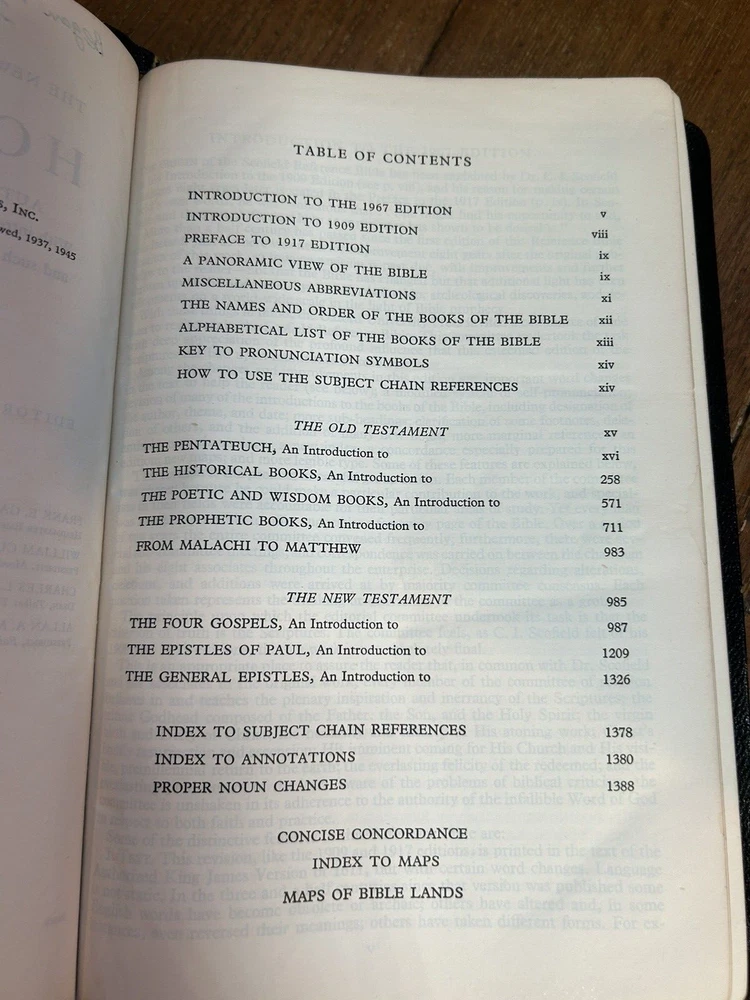 s, INC.
wed, 1937, 1945
TABLE OF CONTENTS
INTRODUCTION TO THE 1967 EDITION v
INTRODUCTION TO 1909 EDITION viii
PREFACE TO 1917 EDITION ix
A PANORAMIC VIEW OF THE BIBLE ix
MISCELLANEOUS ABBREVIATIONS xi
THE NAMES AND ORDER OF THE BOOKS OF THE BIBLE xii
ALPHABETICAL LIST OF THE BOOKS OF THE BIBLE xiii
KEY TO PRONUNCIATION SYMBOLS xiv
HOW TO USE THE SUBJECT CHAIN REFERENCES xiv
THE OLD TESTAMENT xv
THE PENTATEUCH, An Introduction to xvi
THE HISTORICAL BOOKS, An Introduction to 258
THE POETIC AND WISDOM BOOKS, An Introduction to 571
THE PROPHETIC BOOKS, An Introduction to 711
FROM MALACHI TO MATTHEW 983
THE NEW TESTAMENT 985
THE FOUR GOSPELS, An Introduction to 987
THE EPISTLES OF PAUL, An Introduction to 1209
THE GENERAL EPISTLES, An Introduction to 1326
INDEX TO SUBJECT CHAIN REFERENCES 1378
INDEX TO ANNOTATIONS 1380
PROPER NOUN CHANGES 1388
CONCISE CONCORDANCE
INDEX TO MAPS
MAPS OF BIBLE LANDS